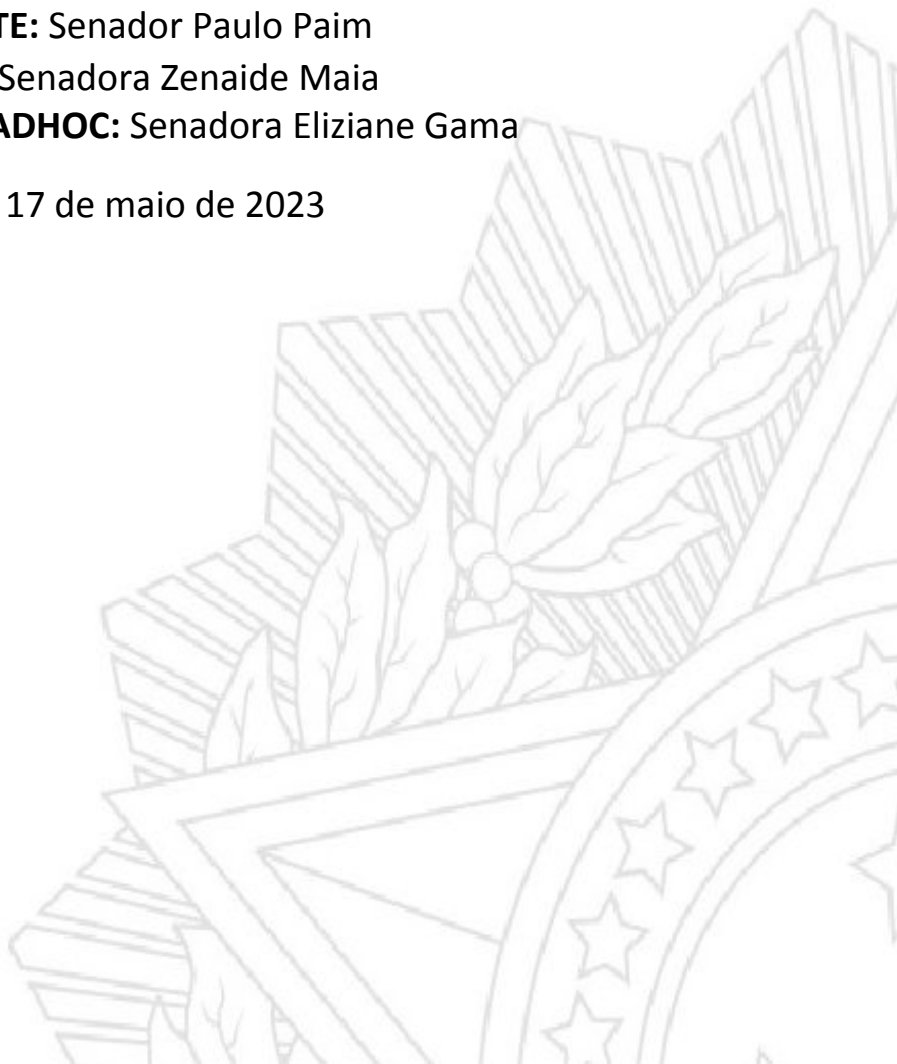 TE: Senador Paulo Paim
Senadora Zenaide Maia
ADHOC: Senadora Eliziane Gama
17 de maio de 2023